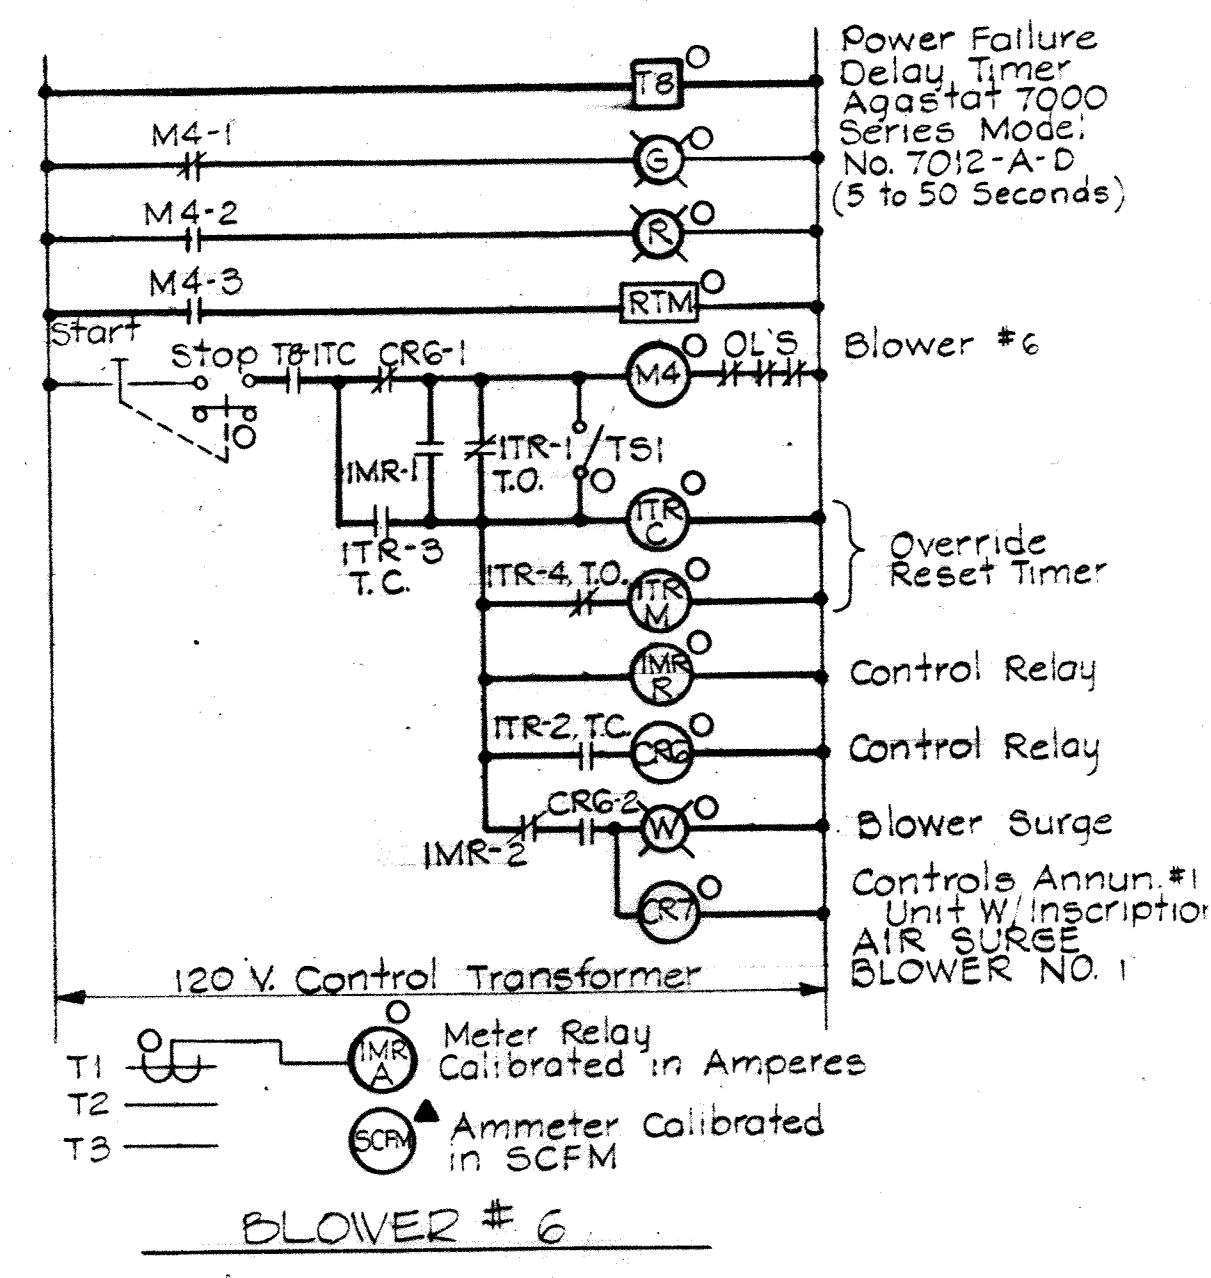 Power Failure
Delay Timer
Agastat 7000
Series Model
No. 7012-A-D
(5 to 50 Seconds)
T8
M4-1
G
M4-2
R
M4-3
RTM
Start
Stop
T8-1TC
CR6-1
M4
OL'S
Blower #6
1MR-1
1TR-1
T.O.
TS1
1TR-3
T.C.
1TR
C
Override
Reset Timer
1TR-4, T.O.
1TR
M
1MR
R
Control Relay
1TR-2, T.C.
CR6
Control Relay
1MR-2
CR6-2
W
Blower Surge
CR7
Controls Annun. #1
Unit W/Inscription
AIR SURGE
BLOWER NO. 1
120 V. Control Transformer
T1
1MR
A
Meter Relay
Calibrated in Amperes
T2
T3
SCFM
Ammeter Calibrated
in SCFM
BLOWER # 6